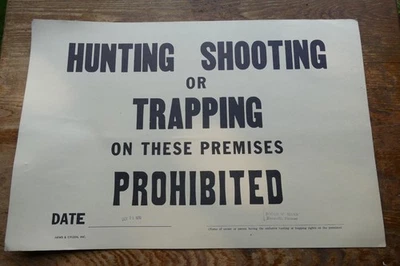 HUNTING SHOOTING
OR
TRAPPING
ON THESE PREMISES
PROHIBITED
DATE